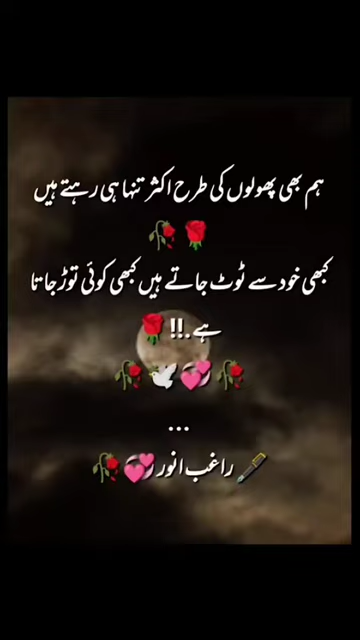 ہم بھی پھولوں کی طرح اکثر تنہا ہی رہتے ہیں
🥀🌹
کبھی خود سے ٹوٹ جاتے ہیں کبھی کوئی توڑ جاتا
ہے.!!🌹
🥀💞🕊🥀
...
🖋راغب انور💞🥀